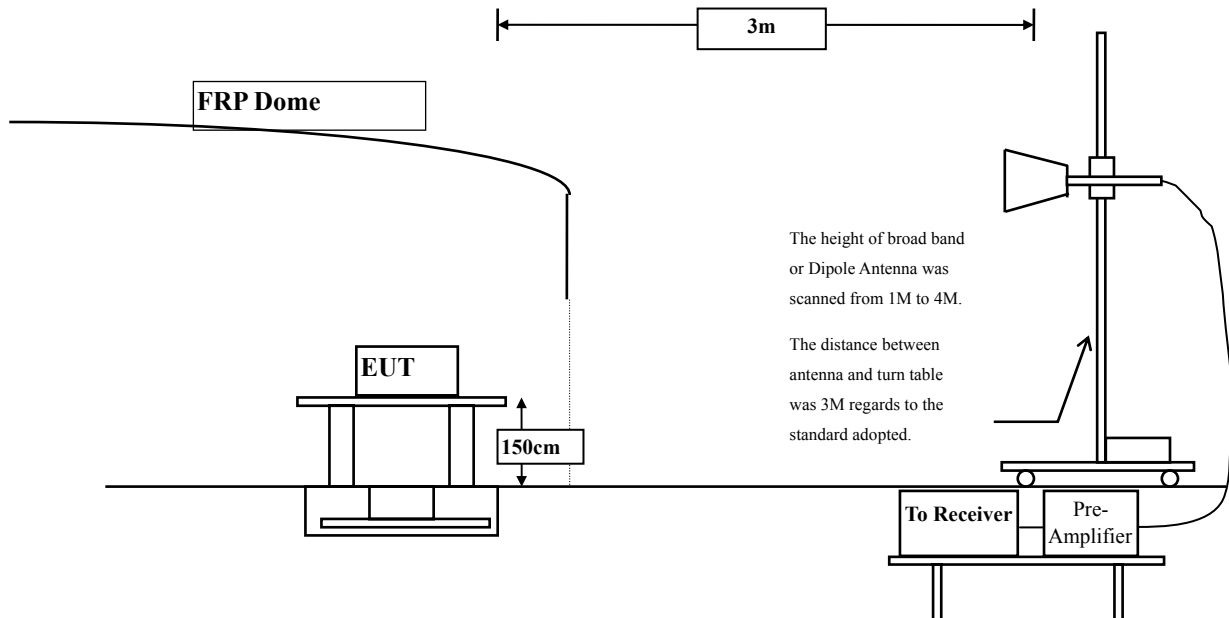 3m
FRP Dome
The height of broad band
or Dipole Antenna was
scanned from 1M to 4M.
The distance between
antenna and turn table
was 3M regards to the
standard adopted.
EUT
150cm
To Receiver
Pre-
Amplifier